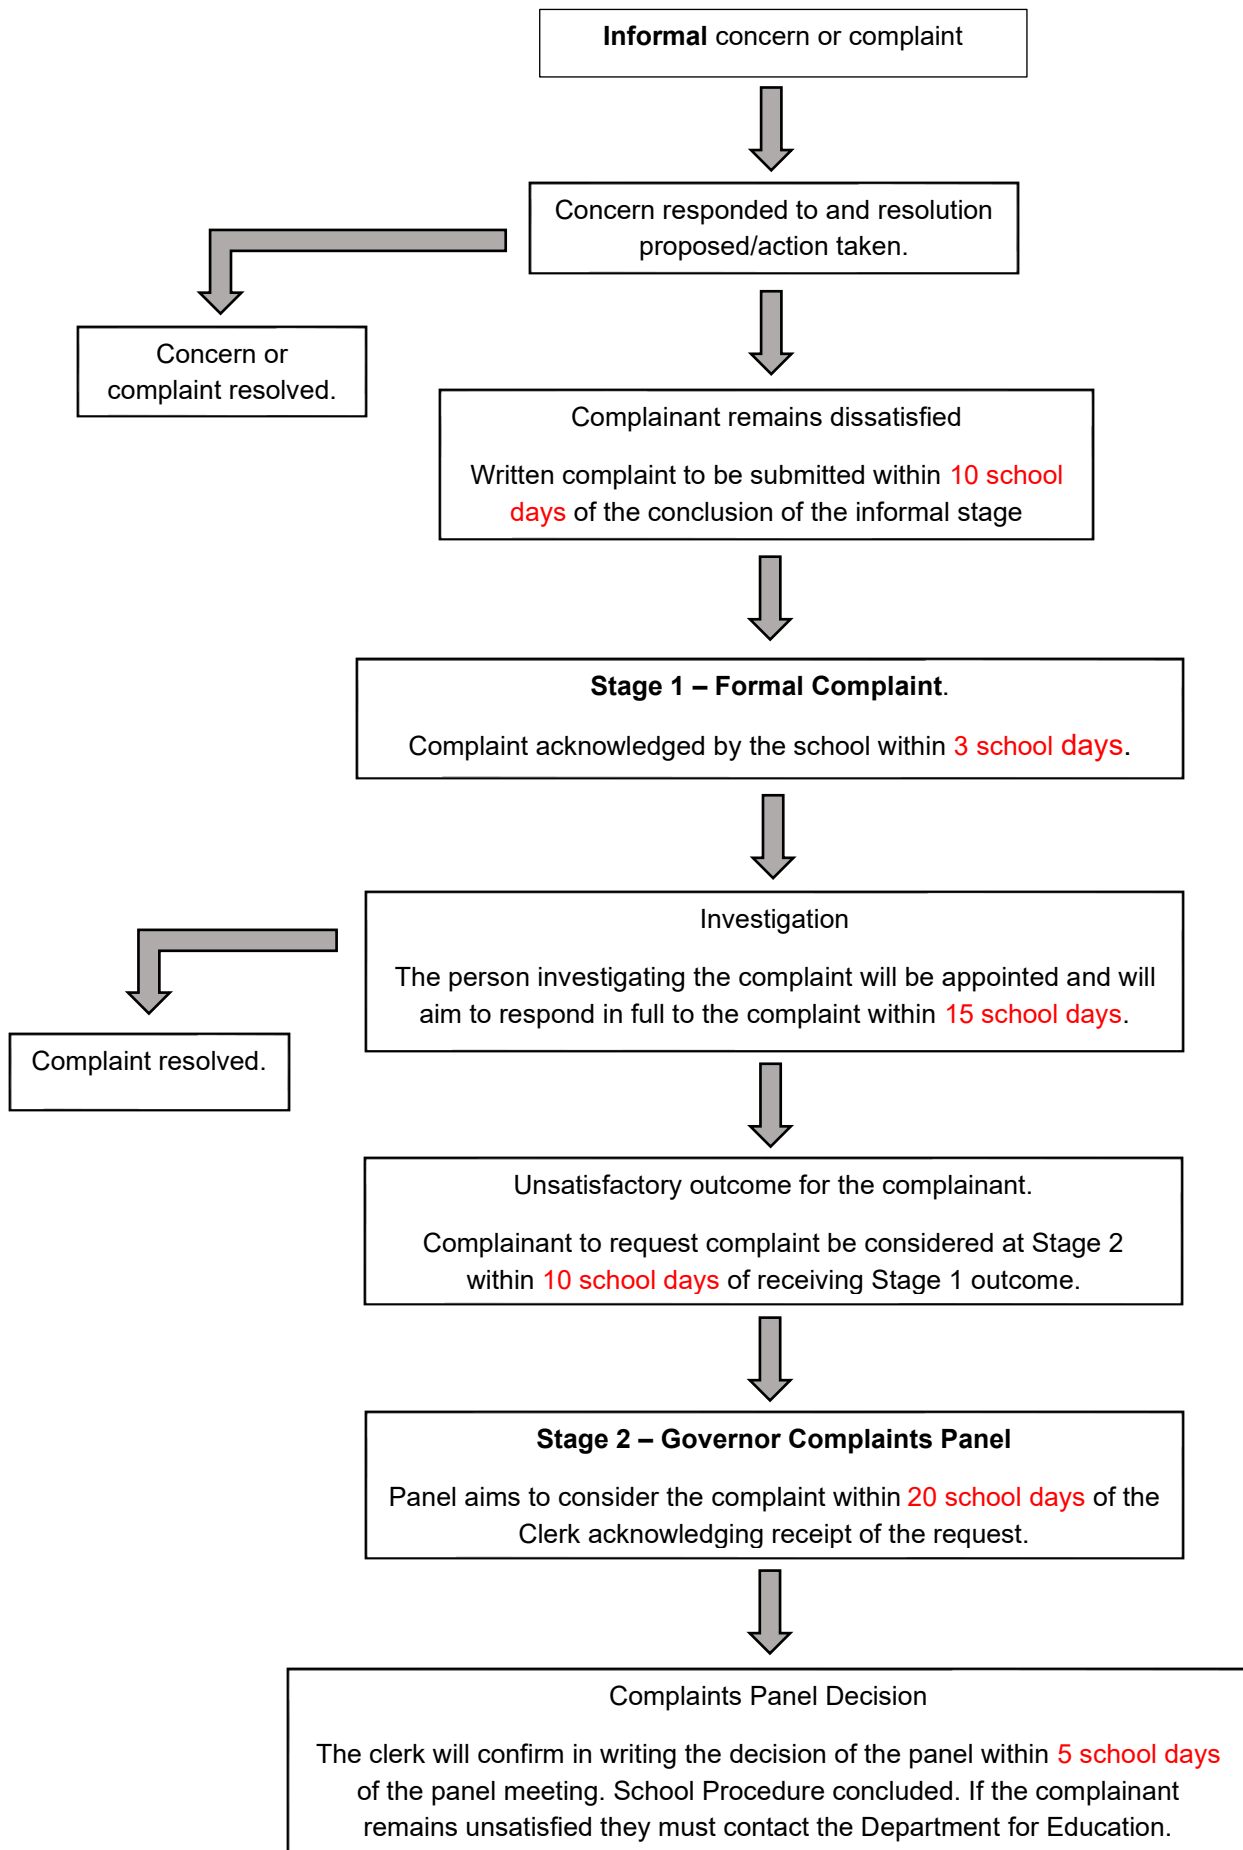 Informal concern or complaint
Concern responded to and resolution
proposed/action taken.
Concern or
complaint resolved.
Complainant remains dissatisfied
Written complaint to be submitted within 10 school
days of the conclusion of the informal stage
Stage 1 – Formal Complaint.
Complaint acknowledged by the school within 3 school days.
Investigation
The person investigating the complaint will be appointed and will
aim to respond in full to the complaint within 15 school days.
Complaint resolved.
Unsatisfactory outcome for the complainant.
Complainant to request complaint be considered at Stage 2
within 10 school days of receiving Stage 1 outcome.
Stage 2 – Governor Complaints Panel
Panel aims to consider the complaint within 20 school days of the
Clerk acknowledging receipt of the request.
Complaints Panel Decision
The clerk will confirm in writing the decision of the panel within 5 school days
of the panel meeting. School Procedure concluded. If the complainant
remains unsatisfied they must contact the Department for Education.